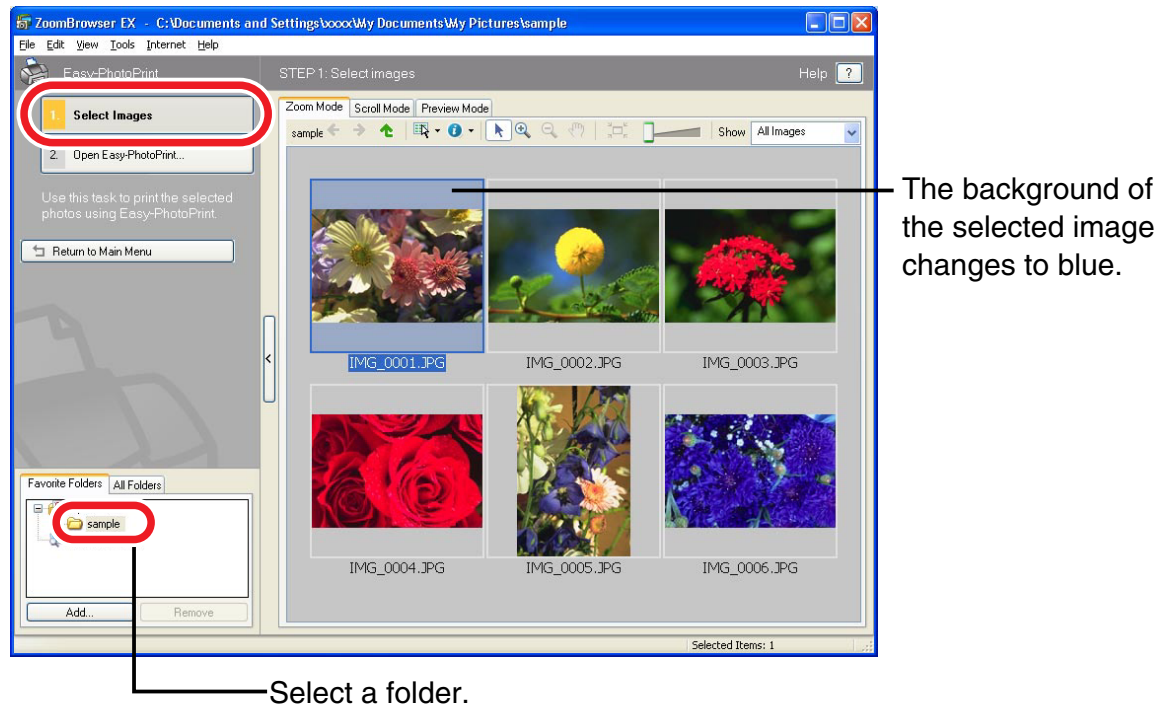 ZoomBrowser EX - C:\Documents and Settings\xxxx\My Documents\My Pictures\sample
File Edit View Tools Internet Help
Easy-PhotoPrint
STEP 1: Select images
Help ?
1. Select Images
2. Open Easy-PhotoPrint...
Use this task to print the selected
photos using Easy-PhotoPrint.
Return to Main Menu
Zoom Mode Scroll Mode Preview Mode
sample
Show All Images
IMG_0001.JPG IMG_0002.JPG IMG_0003.JPG
IMG_0004.JPG IMG_0005.JPG IMG_0006.JPG
The background of
the selected image
changes to blue.
Favorite Folders All Folders
sample
Add... Remove
Selected Items: 1
Select a folder.